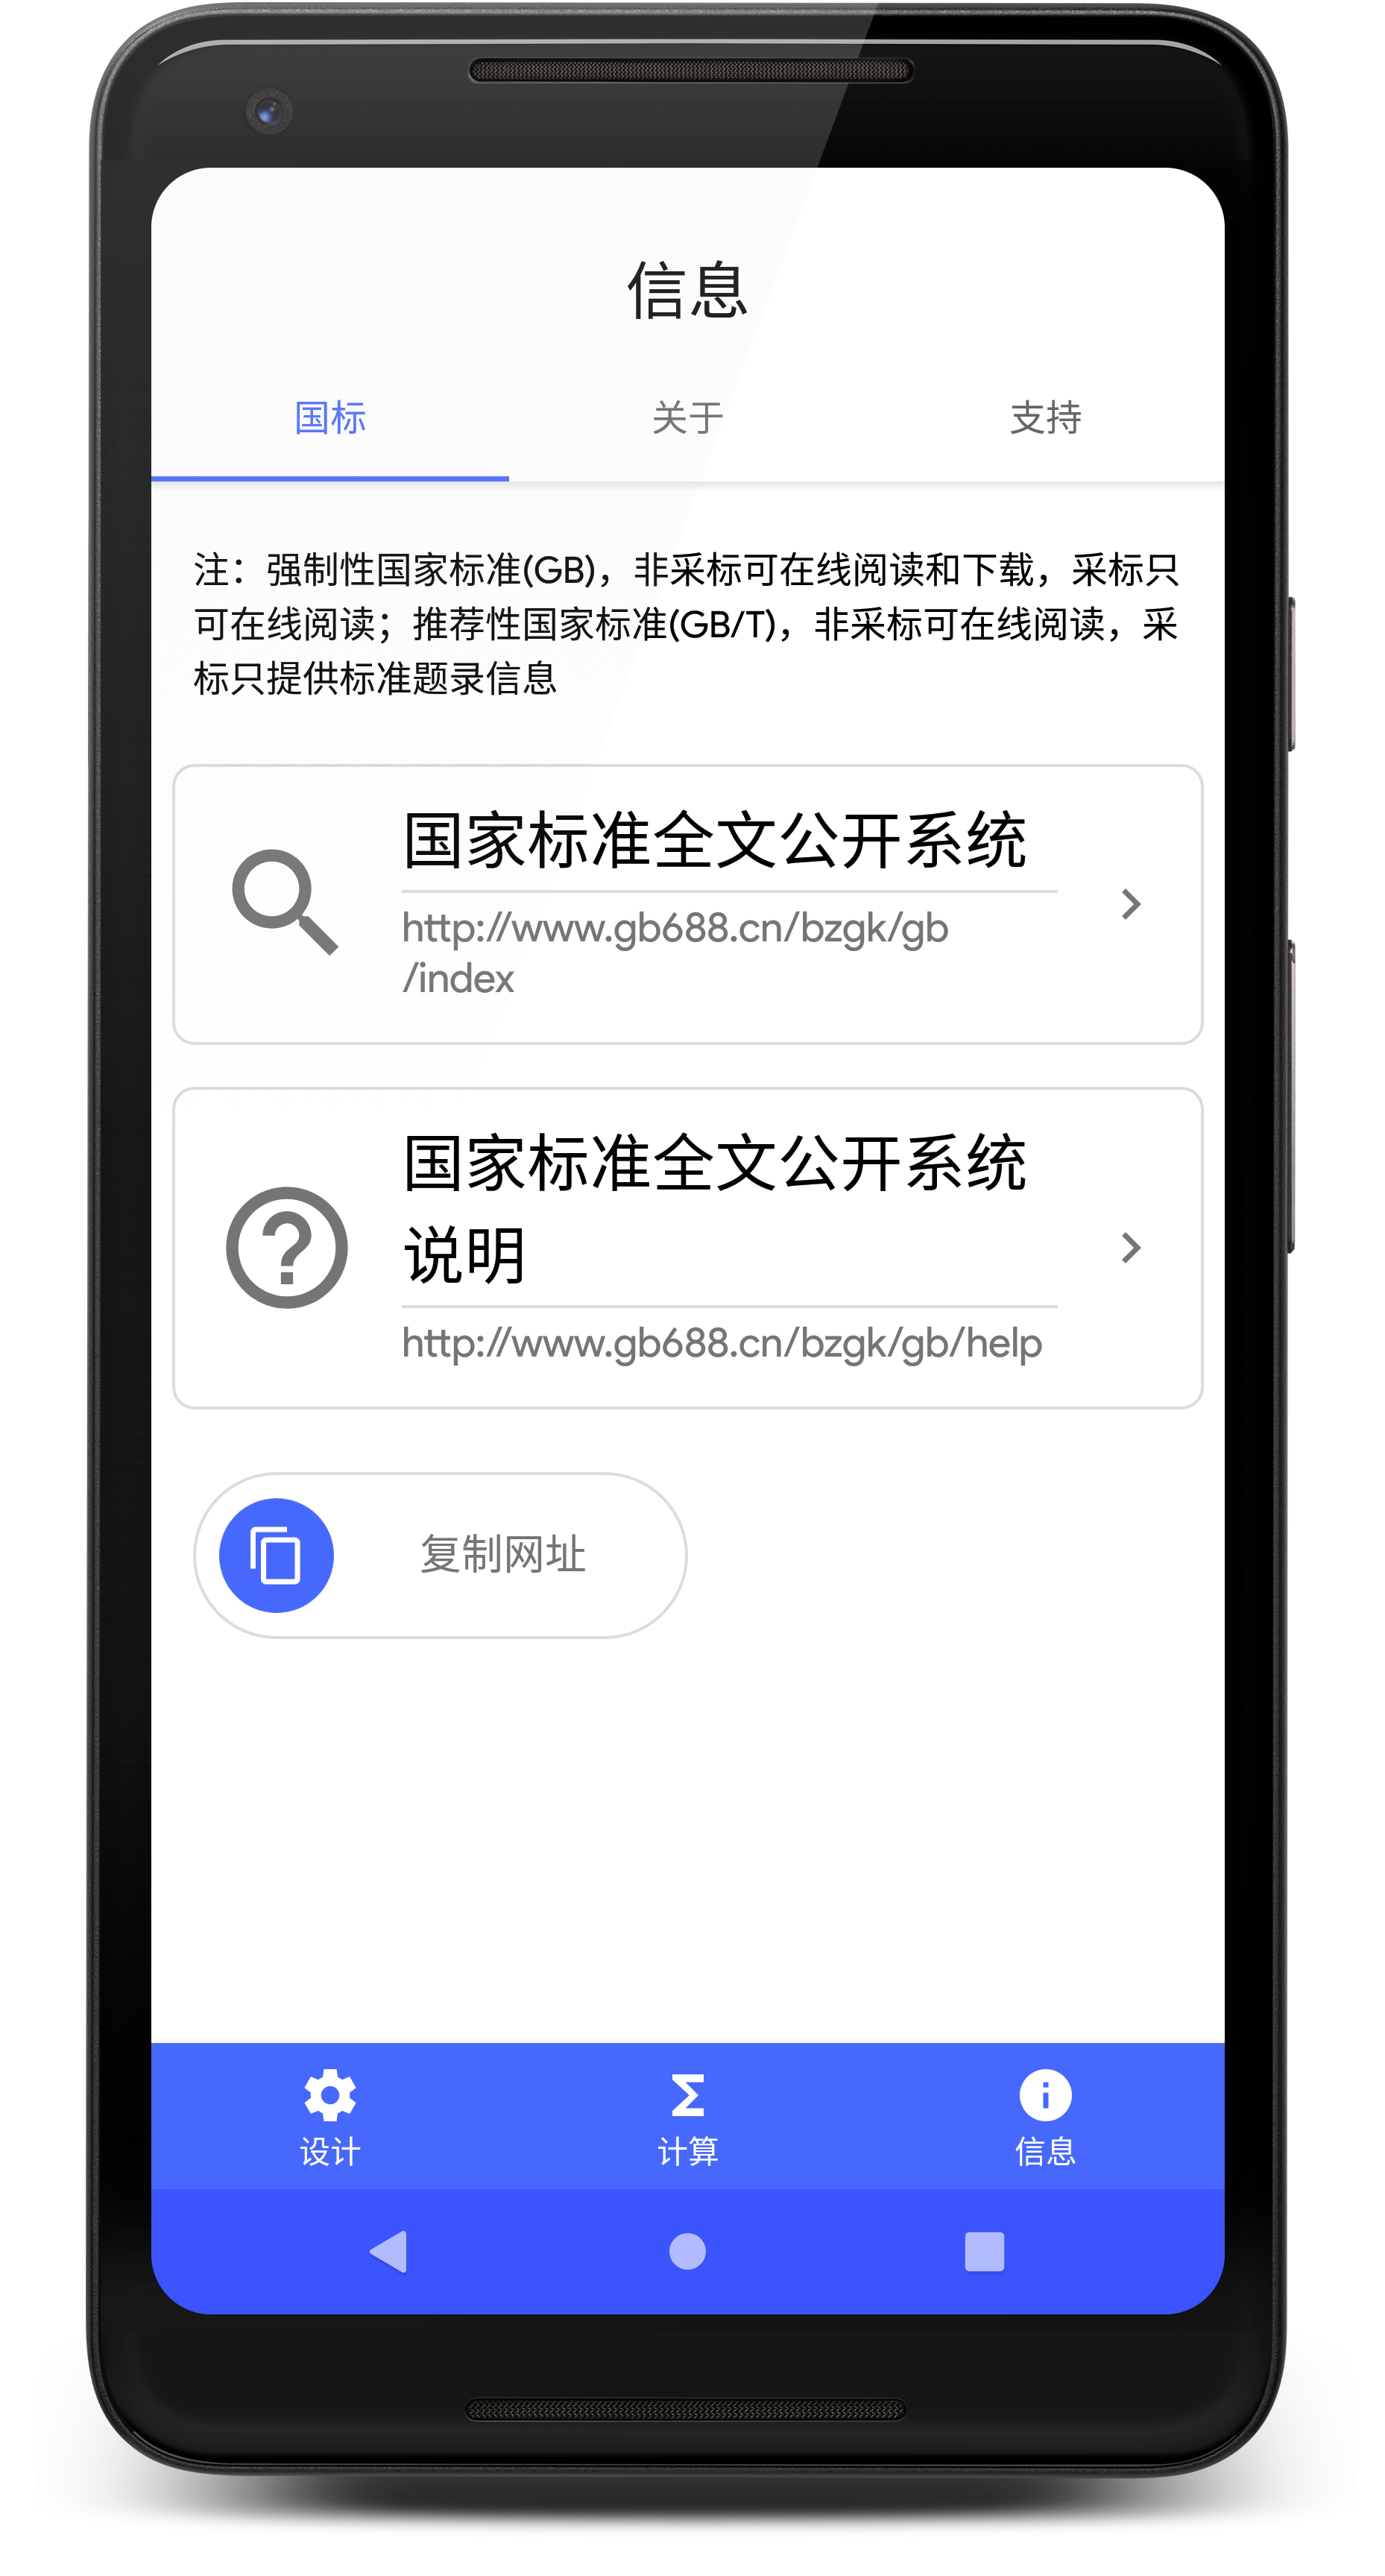 信息
国标
关于
支持
注：强制性国家标准(GB)，非采标可在线阅读和下载，采标只
可在线阅读；推荐性国家标准(GB/T)，非采标可在线阅读，采
标只提供标准题录信息
国家标准全文公开系统
http://www.gb688.cn/bzgk/gb
/index
国家标准全文公开系统
说明
http://www.gb688.cn/bzgk/gb/help
复制网址
设计
计算
信息